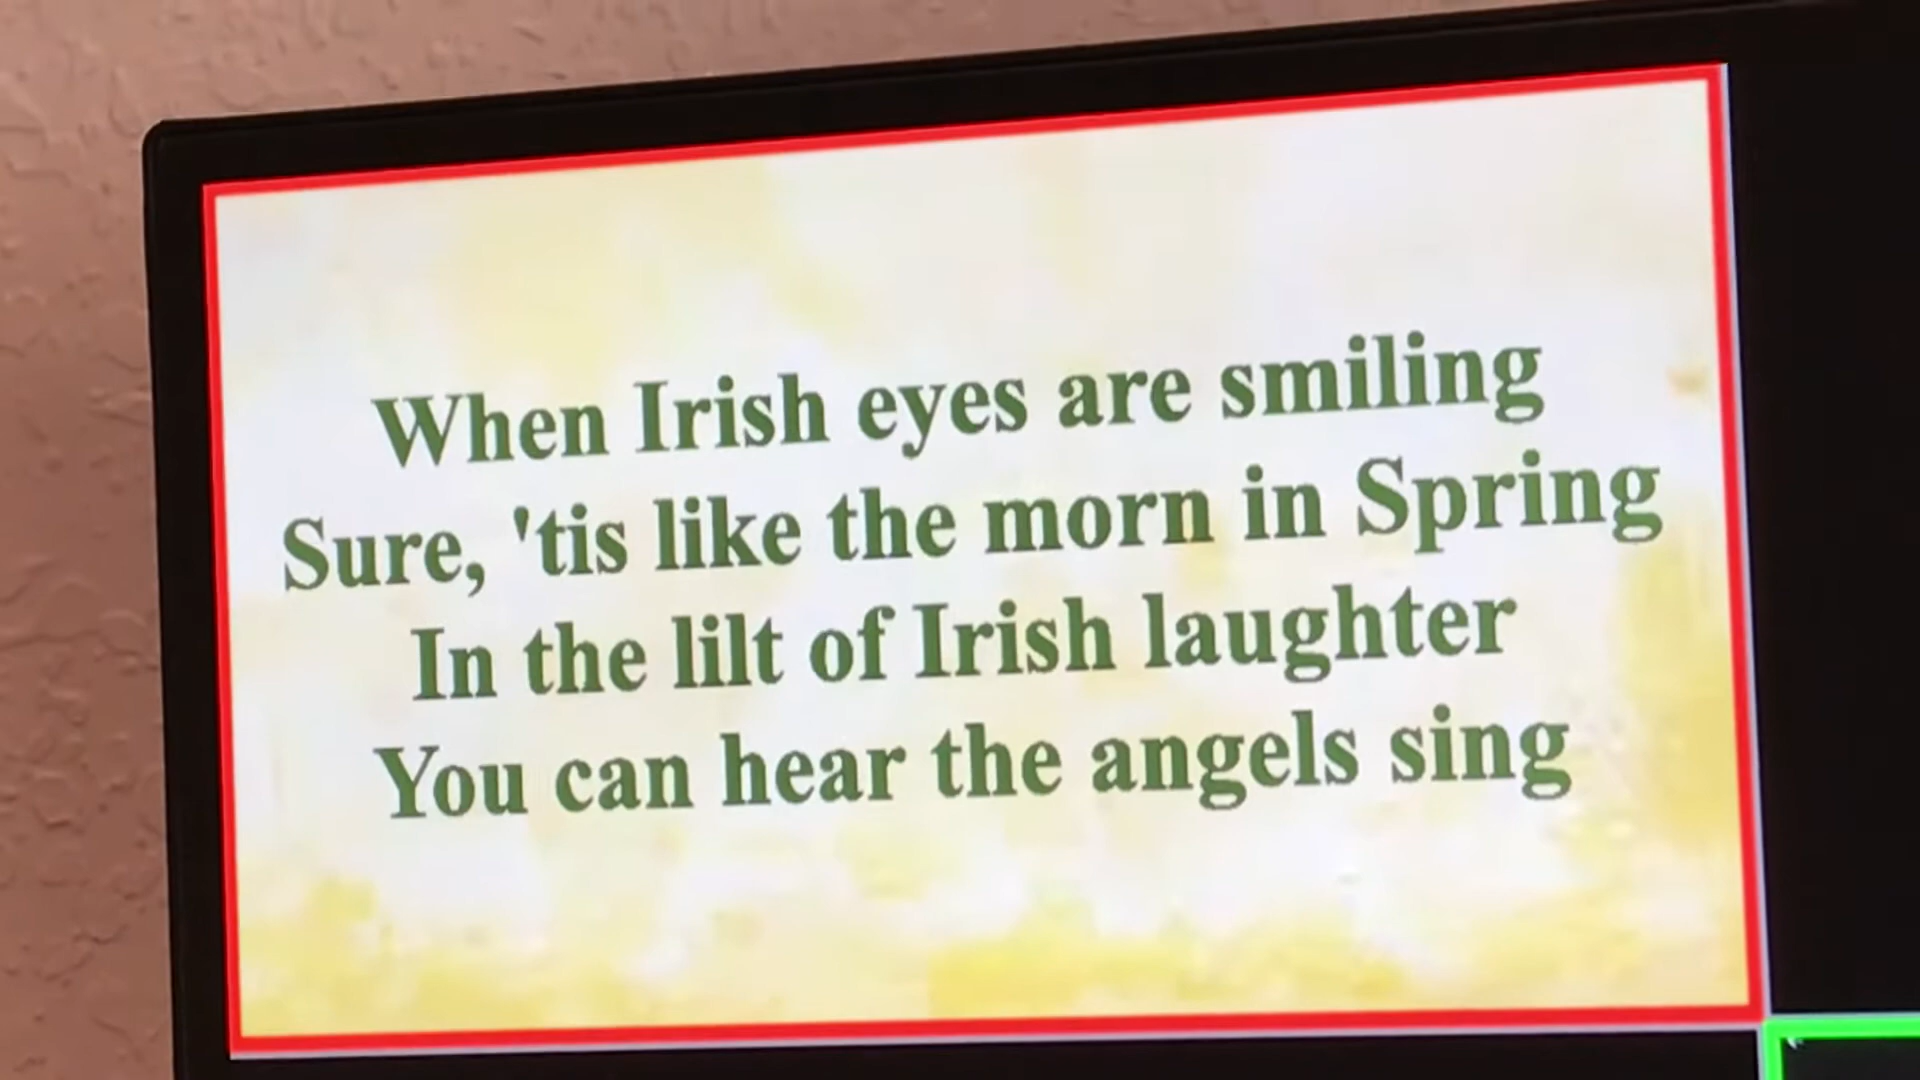 When Irish eyes are smiling
Sure, 'tis like the morn in Spring
In the lilt of Irish laughter
You can hear the angels sing